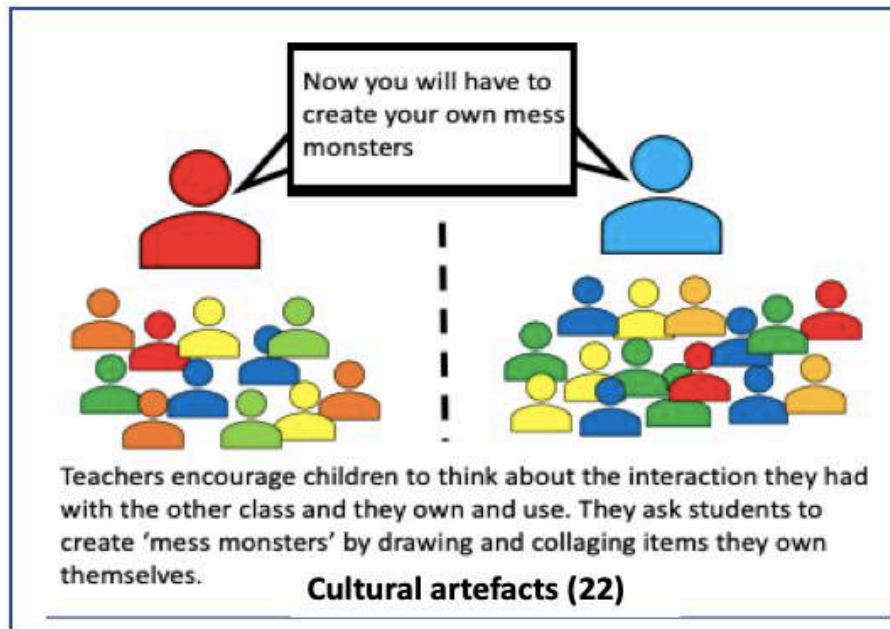 Now you will have to
create your own mess
monsters
Teachers encourage children to think about the interaction they had
with the other class and they own and use. They ask students to
create ‘mess monsters’ by drawing and collaging items they own
themselves.
Cultural artefacts (22)